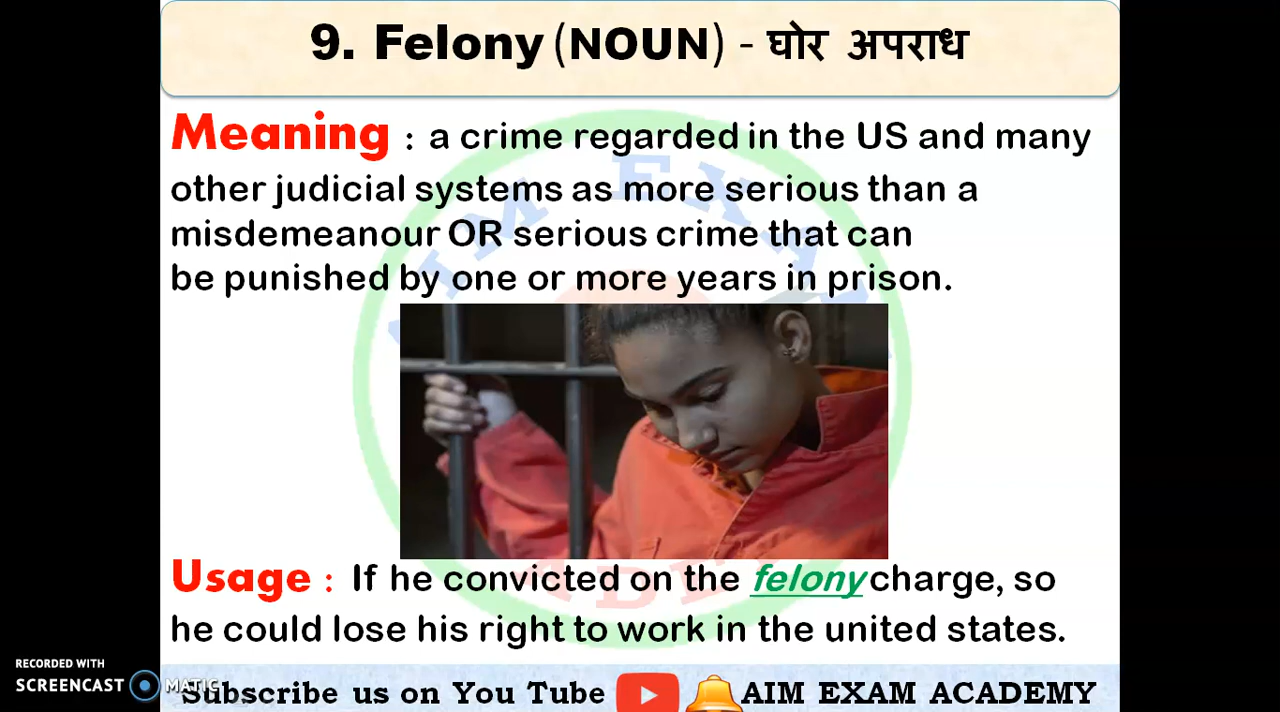 9. Felony (NOUN) - घोर अपराध
Meaning : a crime regarded in the US and many
other judicial systems as more serious than a
misdemeanour OR serious crime that can
be punished by one or more years in prison.
AIM EXAM
Usage : If he convicted on the felony charge, so
he could lose his right to work in the united states.
RECORDED WITH
SCREENCAST MATIC
Subscribe us on You Tube AIM EXAM ACADEMY